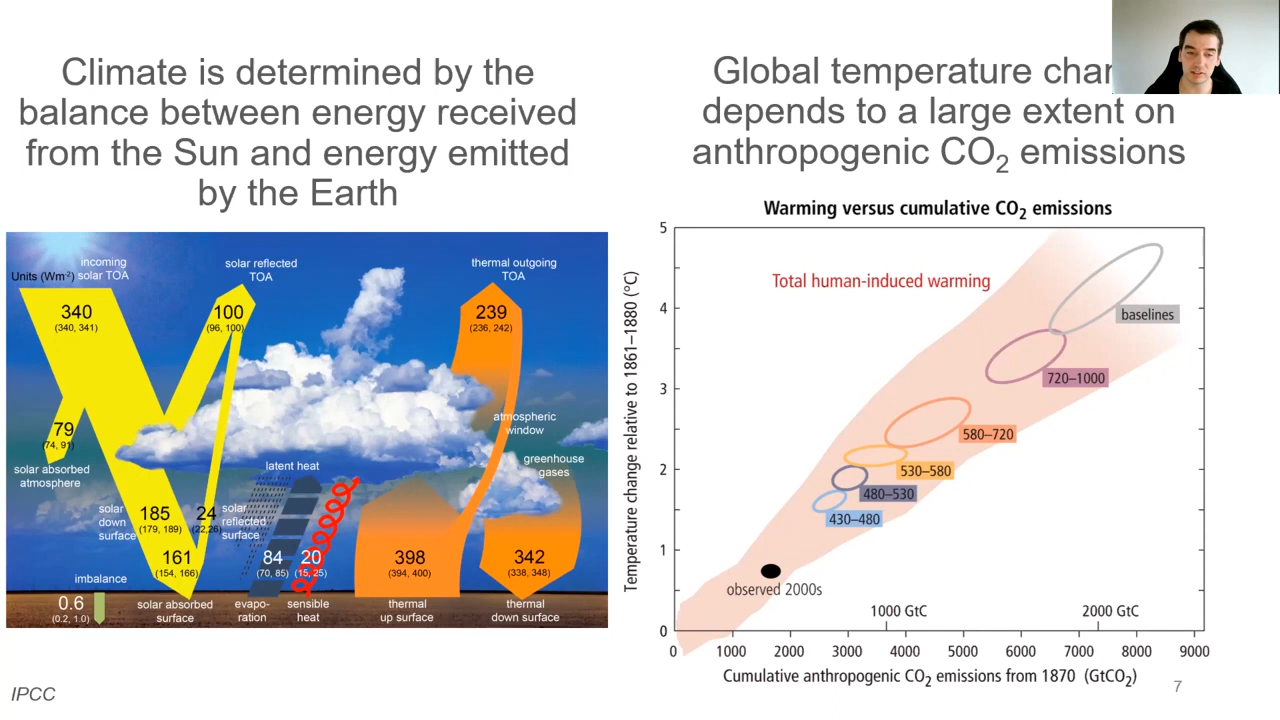 Climate is determined by the
balance between energy received
from the Sun and energy emitted
by the Earth
Units (Wm-2)
incoming
solar TOA
340
(340, 341)
solar reflected
TOA
100
(96, 100)
thermal outgoing
TOA
239
(236, 242)
79
(74, 91)
solar absorbed
atmosphere
atmospheric
window
greenhouse
gases
latent heat
solar
down
surface
185
(179, 189)
24
(22,26)
solar
reflected
surface
161
(154, 166)
solar absorbed
surface
84
(70, 85)
evapo-
ration
20
(15, 25)
sensible
heat
398
(394, 400)
thermal
up surface
342
(338, 348)
thermal
down surface
imbalance
0.6
(0.2, 1.0)
IPCC
Global temperature
depends to a large extent on
anthropogenic CO2 emissions
Warming versus cumulative CO2 emissions
Temperature change relative to 1861–1880 (°C)
5
4
3
2
1
0
Total human-induced warming
baselines
720–1000
580–720
530–580
480–530
430–480
observed 2000s
1000 GtC
2000 GtC
0
1000
2000
3000
4000
5000
6000
7000
8000
9000
Cumulative anthropogenic CO2 emissions from 1870 (GtCO2)
7